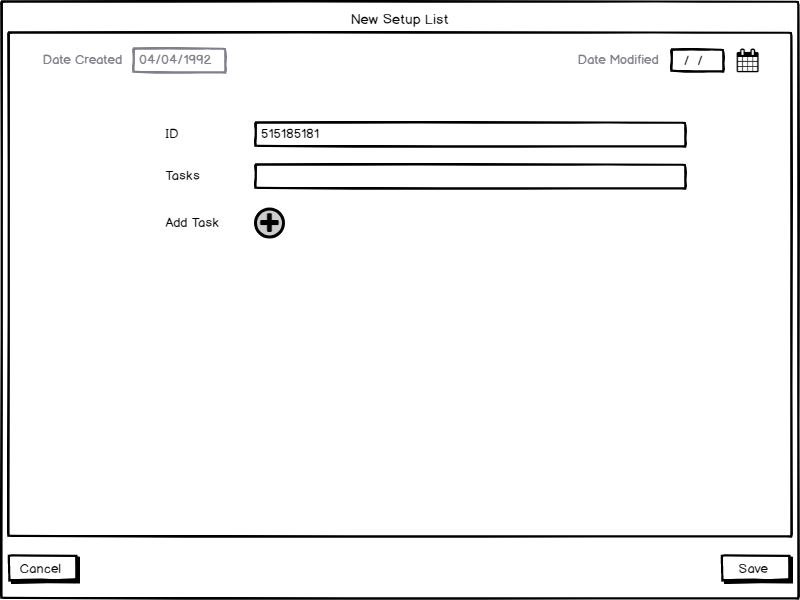 New Setup List
Date Created 04/04/1992 Date Modified / /
ID 515185181
Tasks
Add Task
Cancel Save